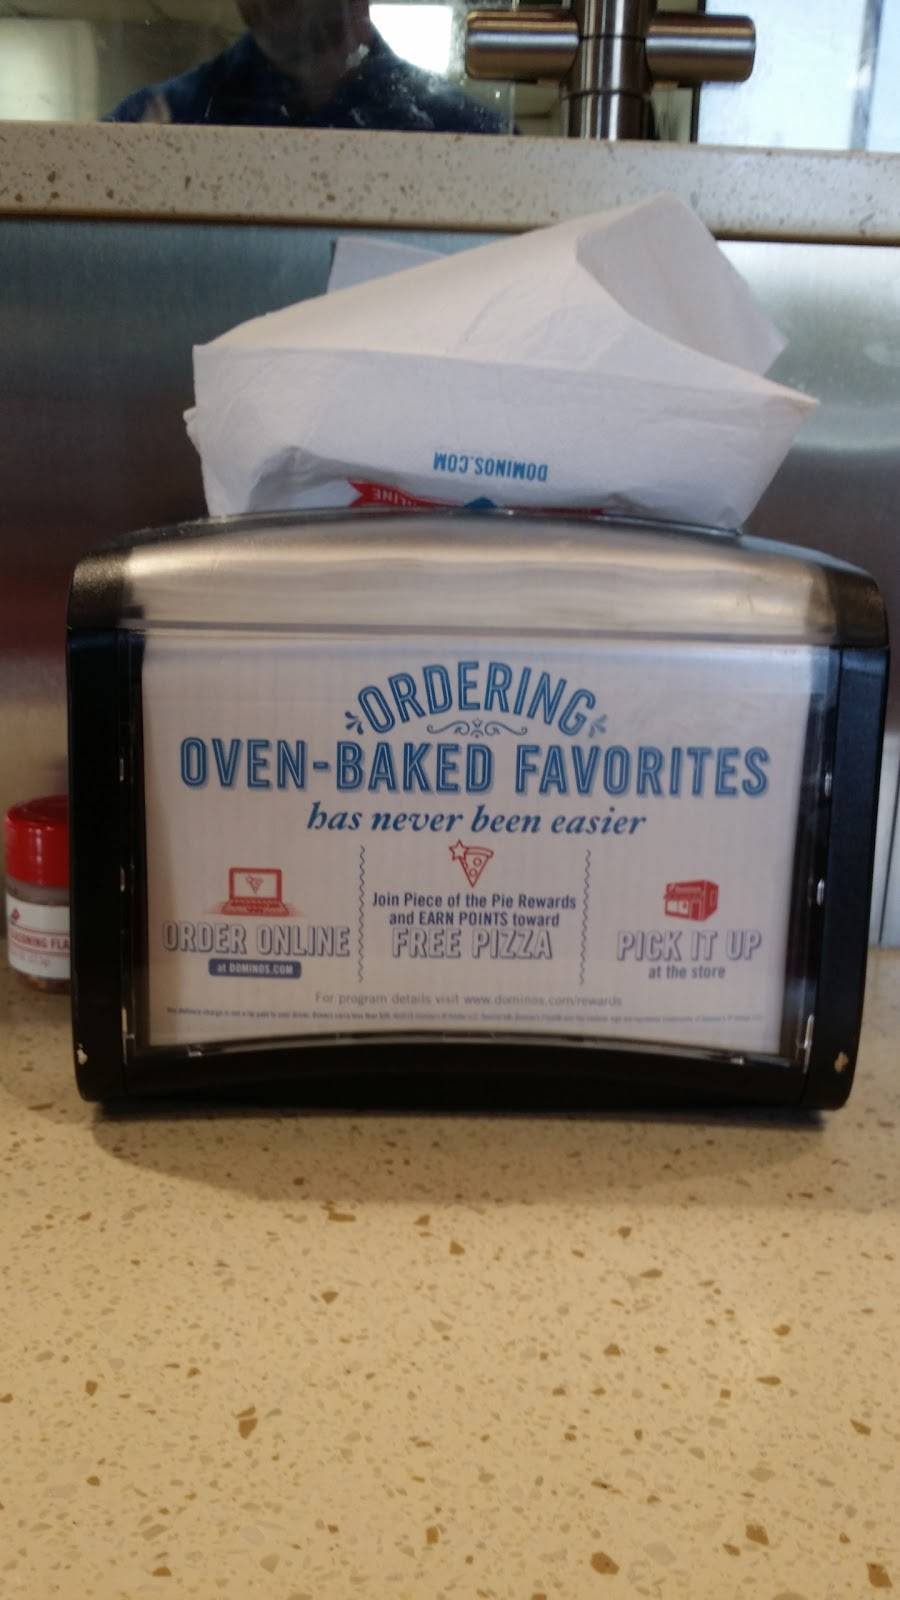 DOMINOS.COM
ORDERING
OVEN-BAKED FAVORITES
has never been easier
ORDER ONLINE
at DOMINOS.COM
Join Piece of the Pie Rewards
and EARN POINTS toward
FREE PIZZA
PICK IT UP
at the store
For program details visit www.dominos.com/rewards